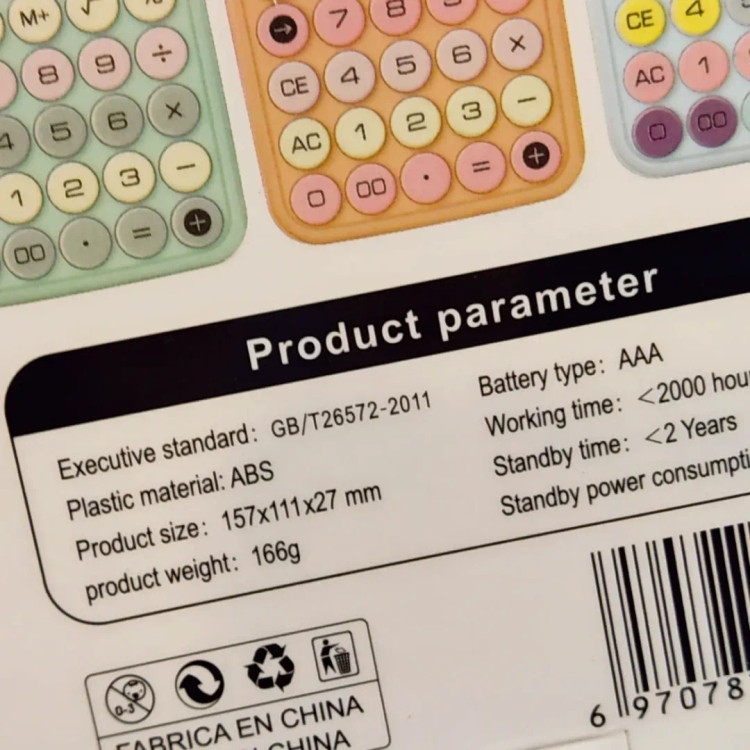 M+ √ %
8 9 ÷
4 5 6 ×
1 2 3 −
00 · = +
7 8
CE 4 5 6 ×
AC 1 2 3 −
0 00 · = +
CE 4
AC 1
0 00
Product parameter
Executive standard: GB/T26572-2011
Plastic material: ABS
Product size: 157x111x27 mm
product weight: 166g
Battery type: AAA
Working time: <2000
Standby time: <2 Years
Standby power
0-3
FABRICA EN CHINA
CHINA
6 97078